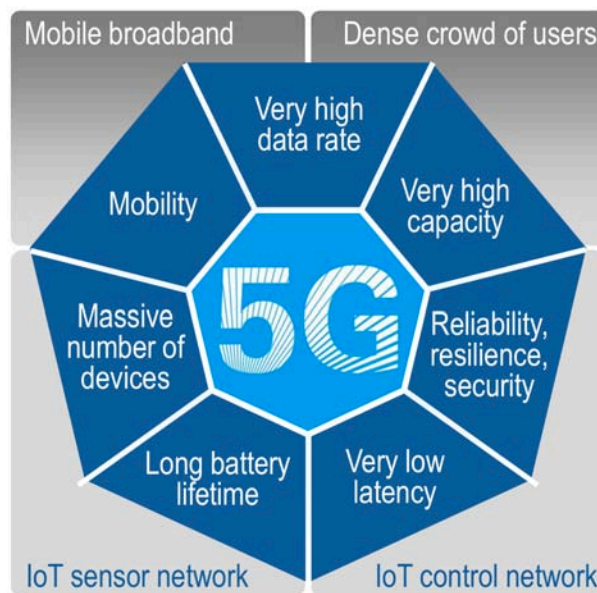 Mobile broadband
Dense crowd of users
Very high
data rate
Mobility
Very high
capacity
5G
Massive
number of
devices
Reliability,
resilience,
security
Long battery
lifetime
Very low
latency
IoT sensor network
IoT control network